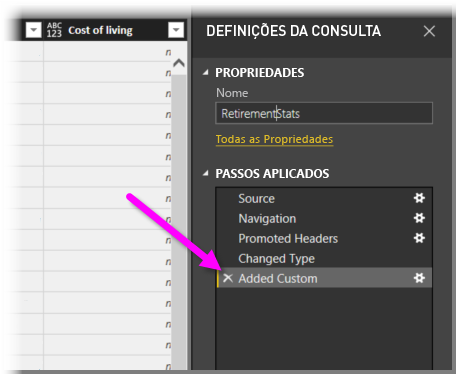 ABC
123
Cost of living
DEFINIÇÕES DA CONSULTA
PROPRIEDADES
Nome
RetirementStats
Todas as Propriedades
PASSOS APLICADOS
Source
Navigation
Promoted Headers
Changed Type
Added Custom